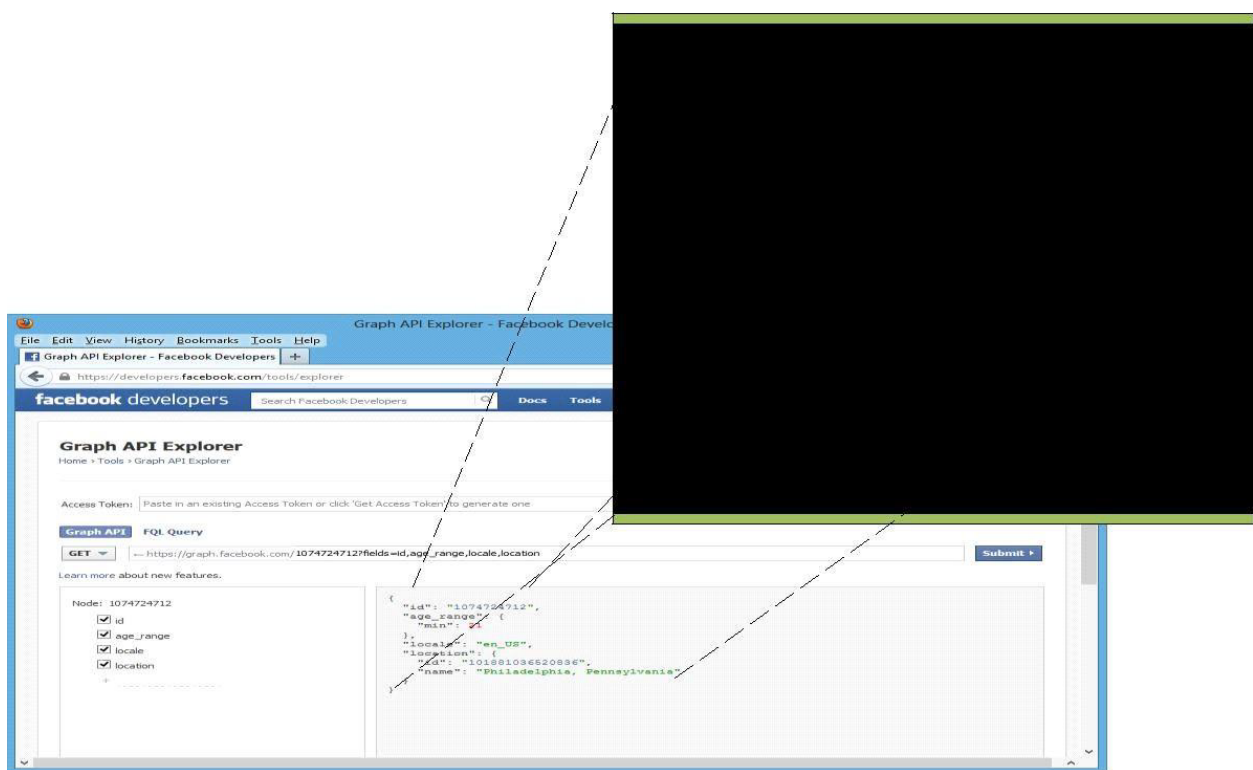 Graph API Explorer - Facebook Develo
File Edit View History Bookmarks Tools Help
Graph API Explorer - Facebook Developers +
https://developers.facebook.com/tools/explorer
facebook developers Search Facebook Developers Docs Tools
Graph API Explorer
Home › Tools › Graph API Explorer
Access Token: Paste in an existing Access Token or click 'Get Access Token' to generate one
Graph API FQL Query
GET ← https://graph.facebook.com/1074724712?fields=id,age_range,locale,location Submit
Learn more about new features.
Node: 1074724712
id
age_range
locale
location
+
{
"id": "1074724712",
"age_range": {
"min": 21
},
"locale": "en_US",
"location": {
"id": "101881036520836",
"name": "Philadelphia, Pennsylvania"
}
}